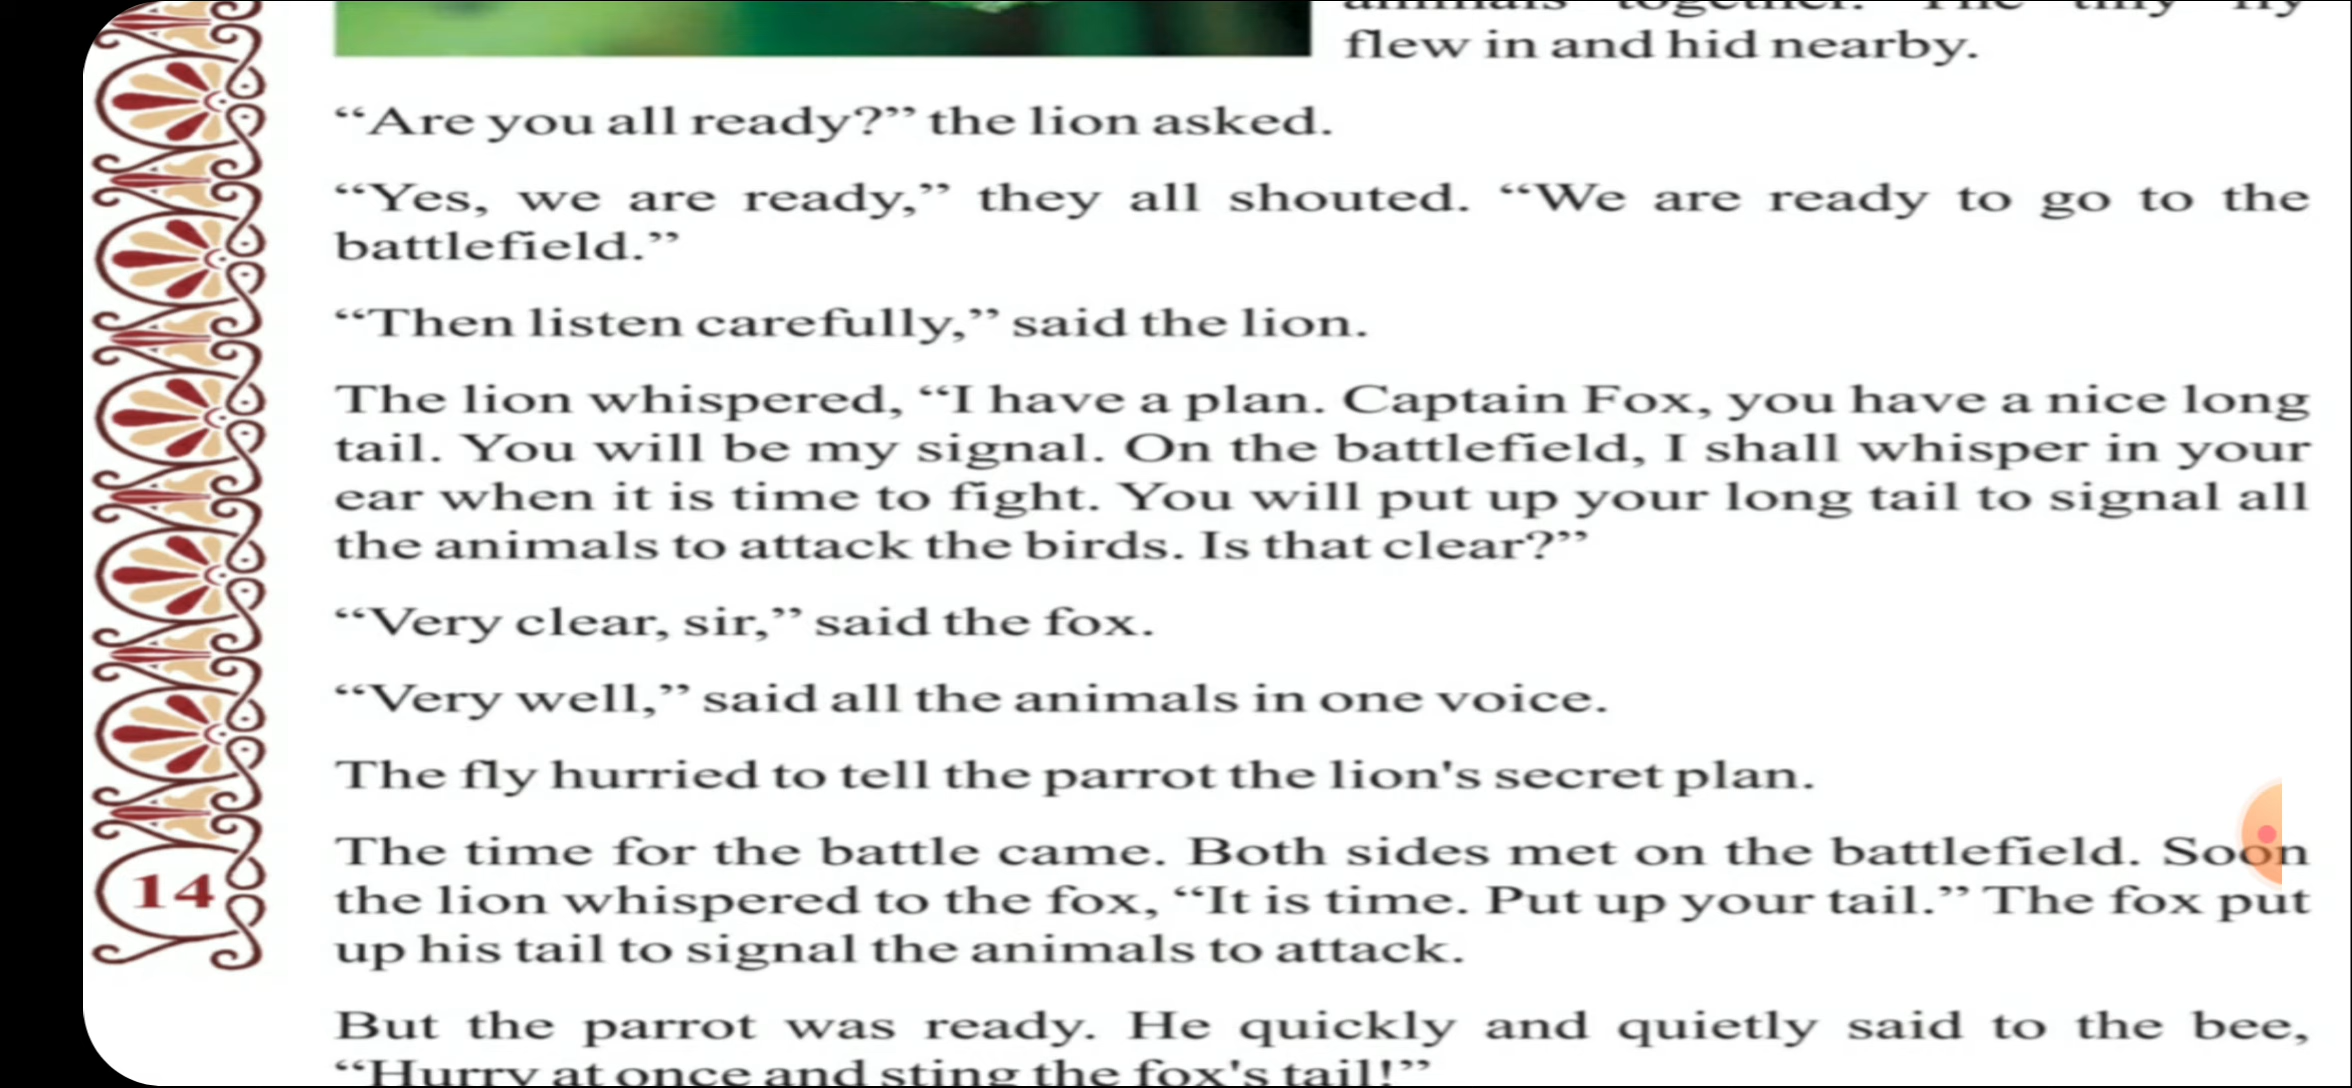 animals together. The tiny fly
flew in and hid nearby.
“Are you all ready?” the lion asked.
“Yes, we are ready,” they all shouted. “We are ready to go to the
battlefield.”
“Then listen carefully,” said the lion.
The lion whispered, “I have a plan. Captain Fox, you have a nice long
tail. You will be my signal. On the battlefield, I shall whisper in your
ear when it is time to fight. You will put up your long tail to signal all
the animals to attack the birds. Is that clear?”
“Very clear, sir,” said the fox.
“Very well,” said all the animals in one voice.
The fly hurried to tell the parrot the lion's secret plan.
The time for the battle came. Both sides met on the battlefield. Soon
the lion whispered to the fox, “It is time. Put up your tail.” The fox put
up his tail to signal the animals to attack.
14
But the parrot was ready. He quickly and quietly said to the bee,
“Hurry at once and sting the fox's tail!”